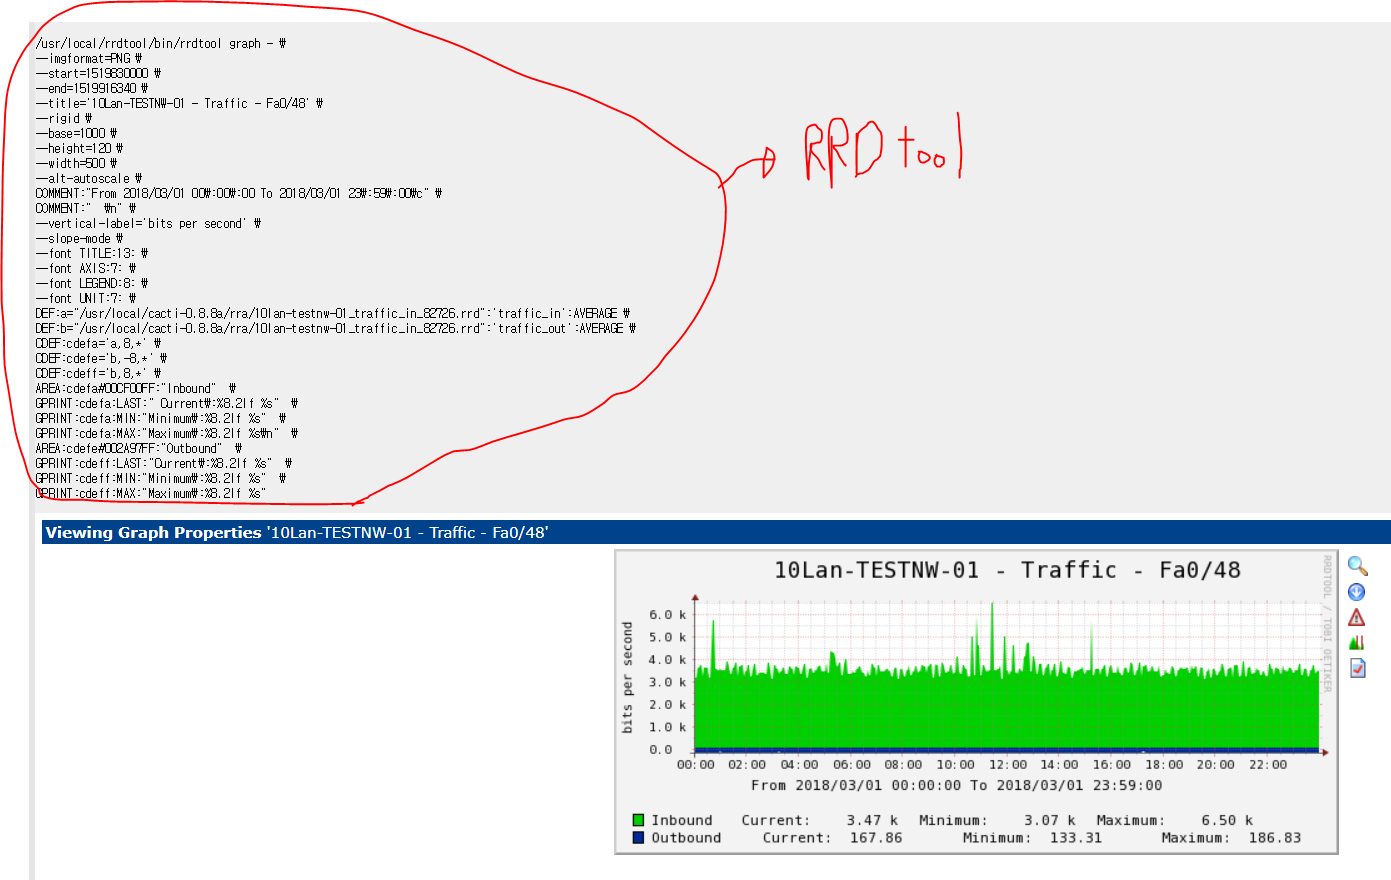 /usr/local/rrdtool/bin/rrdtool graph - ₩
--imgformat=PNG ₩
--start=1519830000 ₩
--end=1519916340 ₩
--title='10Lan-TESTNW-01 - Traffic - Fa0/48' ₩
--rigid ₩
--base=1000 ₩
--height=120 ₩
--width=500 ₩
--alt-autoscale ₩
COMMENT:"From 2018/03/01 00₩:00₩:00 To 2018/03/01 23₩:59₩:00₩c" ₩
COMMENT:"  ₩n" ₩
--vertical-label='bits per second' ₩
--slope-mode ₩
--font TITLE:13: ₩
--font AXIS:7: ₩
--font LEGEND:8: ₩
--font UNIT:7: ₩
DEF:a="/usr/local/cacti-0.8.8a/rra/10lan-testnw-01_traffic_in_82726.rrd":'traffic_in':AVERAGE ₩
DEF:b="/usr/local/cacti-0.8.8a/rra/10lan-testnw-01_traffic_in_82726.rrd":'traffic_out':AVERAGE ₩
CDEF:cdefa='a,8,*' ₩
CDEF:cdefe='b,-8,*' ₩
CDEF:cdeff='b,8,*' ₩
AREA:cdefa#00CF00FF:"Inbound"  ₩
GPRINT:cdefa:LAST:" Current₩:%8.2lf %s"  ₩
GPRINT:cdefa:MIN:"Minimum₩:%8.2lf %s"  ₩
GPRINT:cdefa:MAX:"Maximum₩:%8.2lf %s₩n"  ₩
AREA:cdefe#002A97FF:"Outbound"  ₩
GPRINT:cdeff:LAST:"Current₩:%8.2lf %s"  ₩
GPRINT:cdeff:MIN:"Minimum₩:%8.2lf %s"  ₩
GPRINT:cdeff:MAX:"Maximum₩:%8.2lf %s"
RRD tool
Viewing Graph Properties '10Lan-TESTNW-01 - Traffic - Fa0/48'
10Lan-TESTNW-01 - Traffic - Fa0/48
RRDTOOL / TOBI OETIKER
bits per second
6.0 k
5.0 k
4.0 k
3.0 k
2.0 k
1.0 k
0.0
00:00 02:00 04:00 06:00 08:00 10:00 12:00 14:00 16:00 18:00 20:00 22:00
From 2018/03/01 00:00:00 To 2018/03/01 23:59:00
Inbound Current: 3.47 k Minimum: 3.07 k Maximum: 6.50 k
Outbound Current: 167.86 Minimum: 133.31 Maximum: 186.83